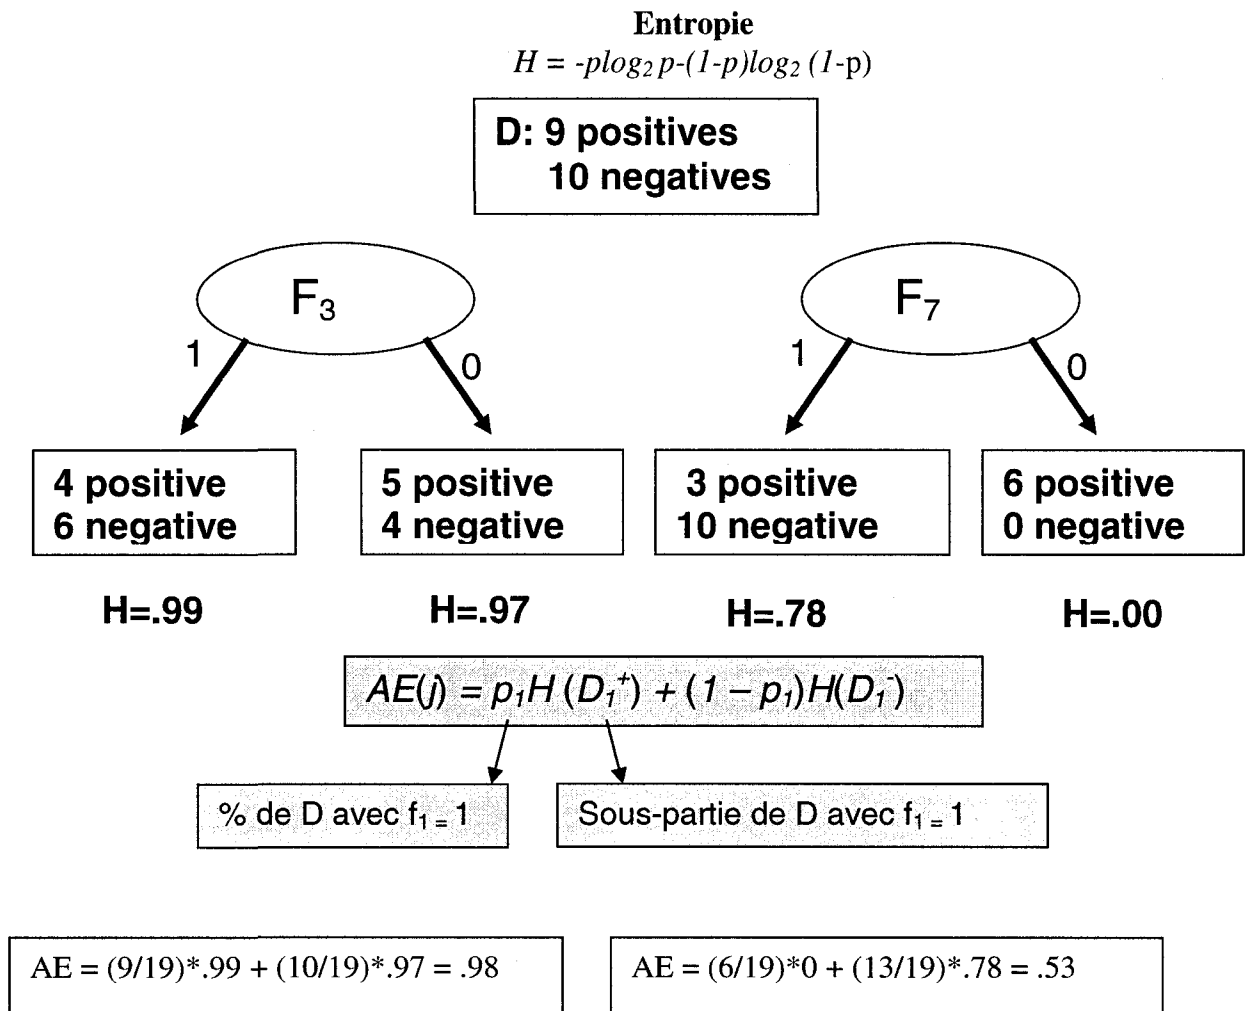 Entropie
H = -plog₂ p-(1-p)log₂ (1-p)
D: 9 positives
10 negatives
F₃
F₇
1
0
1
0
4 positive
6 negative
5 positive
4 negative
3 positive
10 negative
6 positive
0 negative
H=.99
H=.97
H=.78
H=.00
AE(j) = p₁H (D₁⁺) + (1 – p₁)H(D₁⁻)
% de D avec f₁ ₌ 1
Sous-partie de D avec f₁ ₌ 1
AE = (9/19)*.99 + (10/19)*.97 = .98
AE = (6/19)*0 + (13/19)*.78 = .53